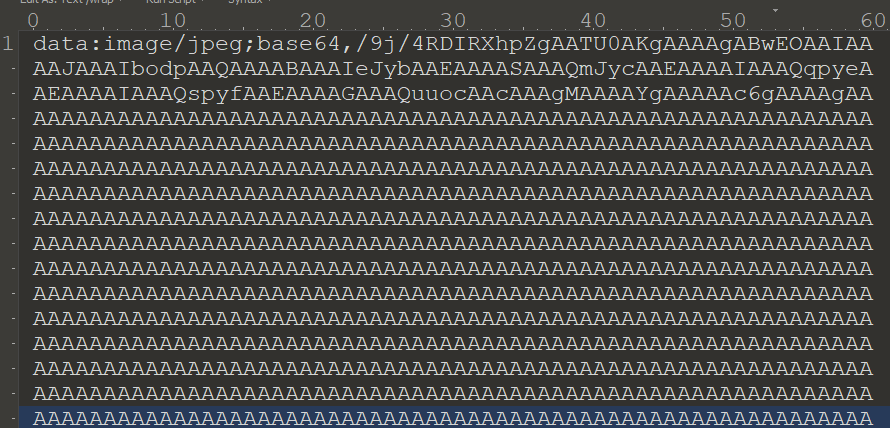 Edit As: Text /wrap Run Script Syntax
0 10 20 30 40 50 60
1 data:image/jpeg;base64,/9j/4RDIRXhpZgAATU0AKgAAAAgABwEOAAIAA
AAJAAAIbodpAAQAAAABAAAIeJybAAEAAAASAAAQmJycAAEAAAAIAAAQqpyeA
AEAAAAIAAAQspyfAAEAAAAGAAAQuuocAAcAAAgMAAAAYgAAAAAc6gAAAAgAA
AAAAAAAAAAAAAAAAAAAAAAAAAAAAAAAAAAAAAAAAAAAAAAAAAAAAAAAAAAAA
AAAAAAAAAAAAAAAAAAAAAAAAAAAAAAAAAAAAAAAAAAAAAAAAAAAAAAAAAAAA
AAAAAAAAAAAAAAAAAAAAAAAAAAAAAAAAAAAAAAAAAAAAAAAAAAAAAAAAAAAA
AAAAAAAAAAAAAAAAAAAAAAAAAAAAAAAAAAAAAAAAAAAAAAAAAAAAAAAAAAAA
AAAAAAAAAAAAAAAAAAAAAAAAAAAAAAAAAAAAAAAAAAAAAAAAAAAAAAAAAAAA
AAAAAAAAAAAAAAAAAAAAAAAAAAAAAAAAAAAAAAAAAAAAAAAAAAAAAAAAAAAA
AAAAAAAAAAAAAAAAAAAAAAAAAAAAAAAAAAAAAAAAAAAAAAAAAAAAAAAAAAAA
AAAAAAAAAAAAAAAAAAAAAAAAAAAAAAAAAAAAAAAAAAAAAAAAAAAAAAAAAAAA
AAAAAAAAAAAAAAAAAAAAAAAAAAAAAAAAAAAAAAAAAAAAAAAAAAAAAAAAAAAA
AAAAAAAAAAAAAAAAAAAAAAAAAAAAAAAAAAAAAAAAAAAAAAAAAAAAAAAAAAAA
AAAAAAAAAAAAAAAAAAAAAAAAAAAAAAAAAAAAAAAAAAAAAAAAAAAAAAAAAAAA
AAAAAAAAAAAAAAAAAAAAAAAAAAAAAAAAAAAAAAAAAAAAAAAAAAAAAAAAAAAA
AAAAAAAAAAAAAAAAAAAAAAAAAAAAAAAAAAAAAAAAAAAAAAAAAAAAAAAAAAAA